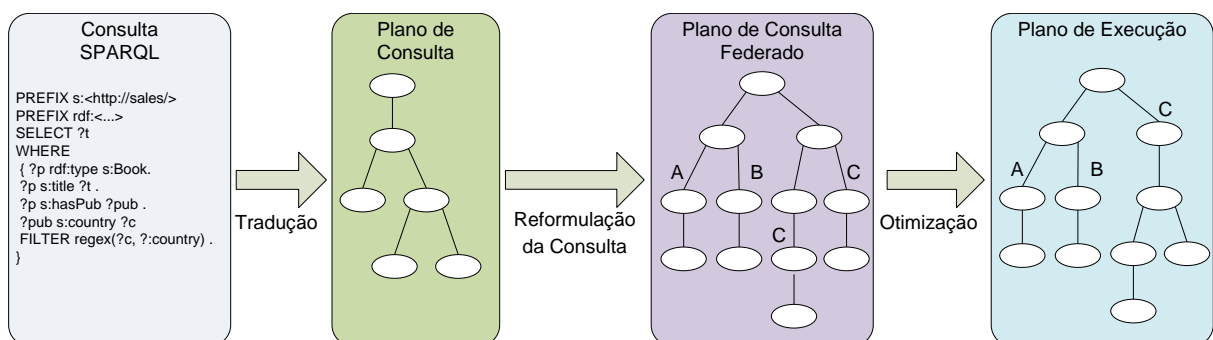 Consulta
SPARQL
PREFIX s:<http://sales/>
PREFIX rdf:<...>
SELECT ?t
WHERE
{ ?p rdf:type s:Book.
?p s:title ?t .
?p s:hasPub ?pub .
?pub s:country ?c
FILTER regex(?c, ?:country) .
}
Tradução
Plano de
Consulta
Reformulação
da Consulta
Plano de Consulta
Federado
A
B
C
C
Otimização
Plano de Execução
C
A
B